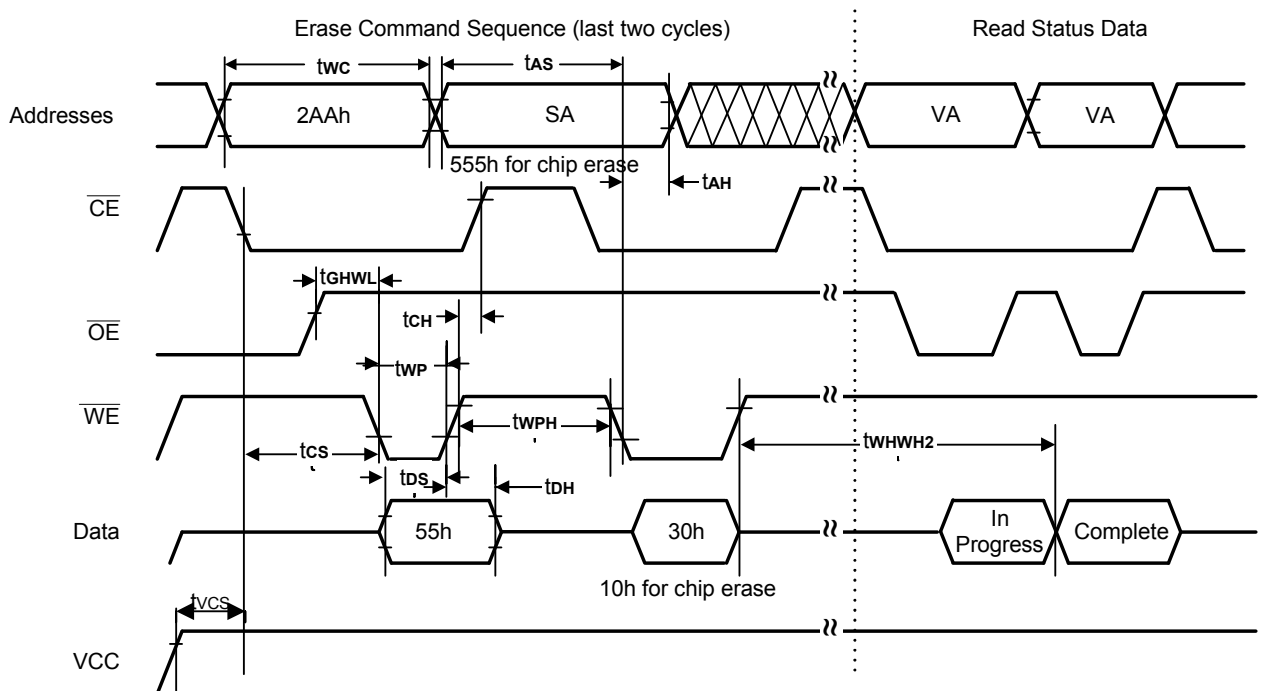 Erase Command Sequence (last two cycles)
Read Status Data
tWC
tAS
Addresses
2AAh
SA
VA
VA
555h for chip erase
tAH
CE
tGHWL
OE
tCH
tWP
WE
tWPH
tCS
tWHWH2
tDS
tDH
Data
55h
30h
In
Progress
Complete
10h for chip erase
tVCS
VCC